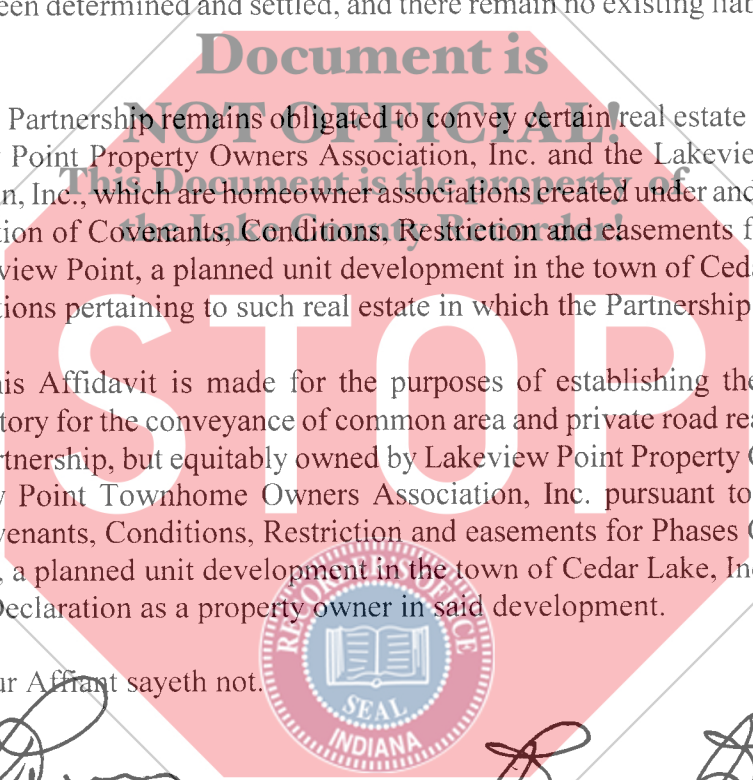 een determined and settled, and there remain no existing liab
Document is
NOT OFFICIAL!
Partnership remains obligated to convey certain real estate
Point Property Owners Association, Inc. and the Lakevie
This Document is the property of
n, Inc., which are homeowner associations created under and
the Lake County Recorder!
tion of Covenants, Conditions, Restriction and easements f
view Point, a planned unit development in the town of Ceda
tions pertaining to such real estate in which the Partnership
STOP
his Affidavit is made for the purposes of establishing the
tory for the conveyance of common area and private road rea
rtnership, but equitably owned by Lakeview Point Property
y Point Townhome Owners Association, Inc. pursuant to
venants, Conditions, Restriction and easements for Phases
, a planned unit development in the town of Cedar Lake, Ind
Declaration as a property owner in said development.
ur Affiant sayeth not.
RECORDER'S OFFICE
SEAL
INDIANA